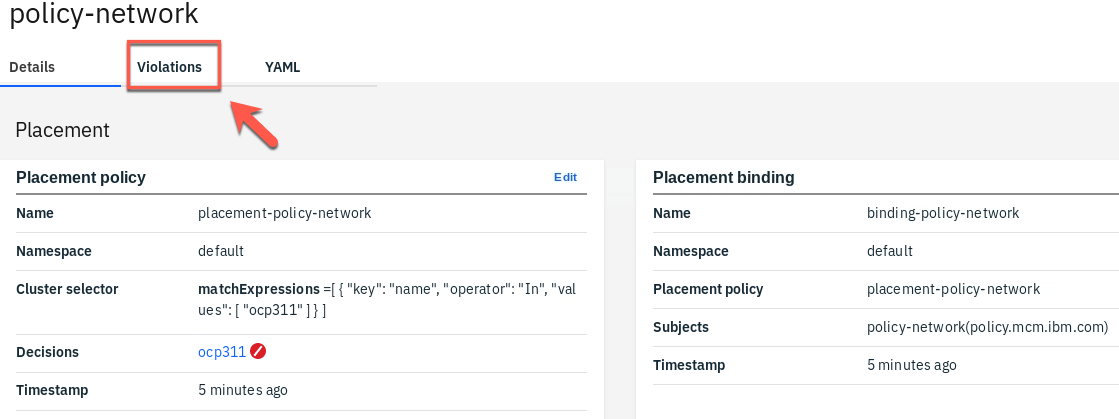 policy-network
Details Violations YAML
Placement
Placement policy Edit
Name placement-policy-network
Namespace default
Cluster selector matchExpressions =[ { "key": "name", "operator": "In", "val
ues": [ "ocp311" ] } ]
Decisions ocp311
Timestamp 5 minutes ago
Placement binding
Name binding-policy-network
Namespace default
Placement policy placement-policy-network
Subjects policy-network(policy.mcm.ibm.com)
Timestamp 5 minutes ago